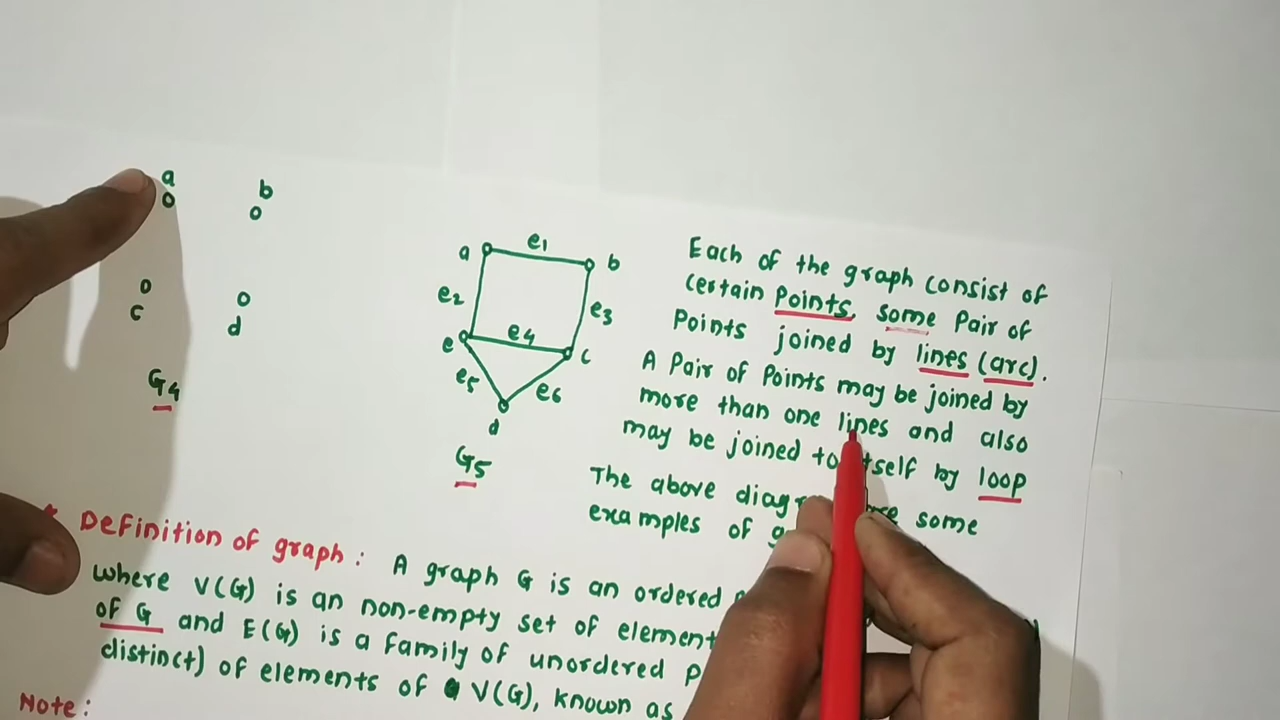 a
b
c
d
G4
a e1 b
e2 e3
e e4 c
e5 e6
d
G5
Each of the graph consist of
certain points, some Pair of
Points joined by lines (arc).
A Pair of Points may be joined by
more than one lines and also
may be joined to itself by loop
The above some
examples of
Definition of graph: A graph G is an ordered
where V(G) is an non-empty set of
of G and E(G) is a family of unordered
distinct) of elements of V(G), known as
Note: